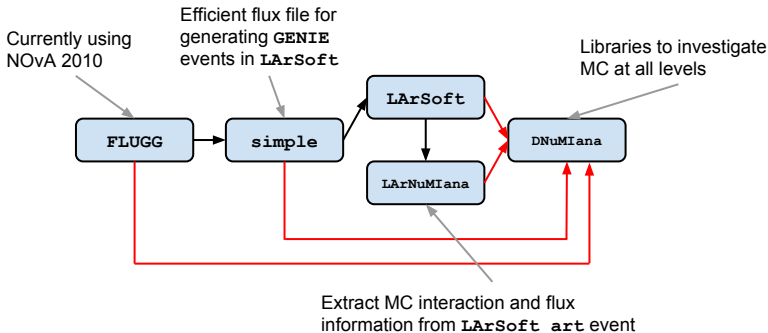 Currently using
NOvA 2010
Efficient flux file for
generating GENIE
events in LArSoft
Libraries to investigate
MC at all levels
FLUGG
simple
LArSoft
LArNuMIana
DNuMIana
Extract MC interaction and flux
information from LArSoft art event